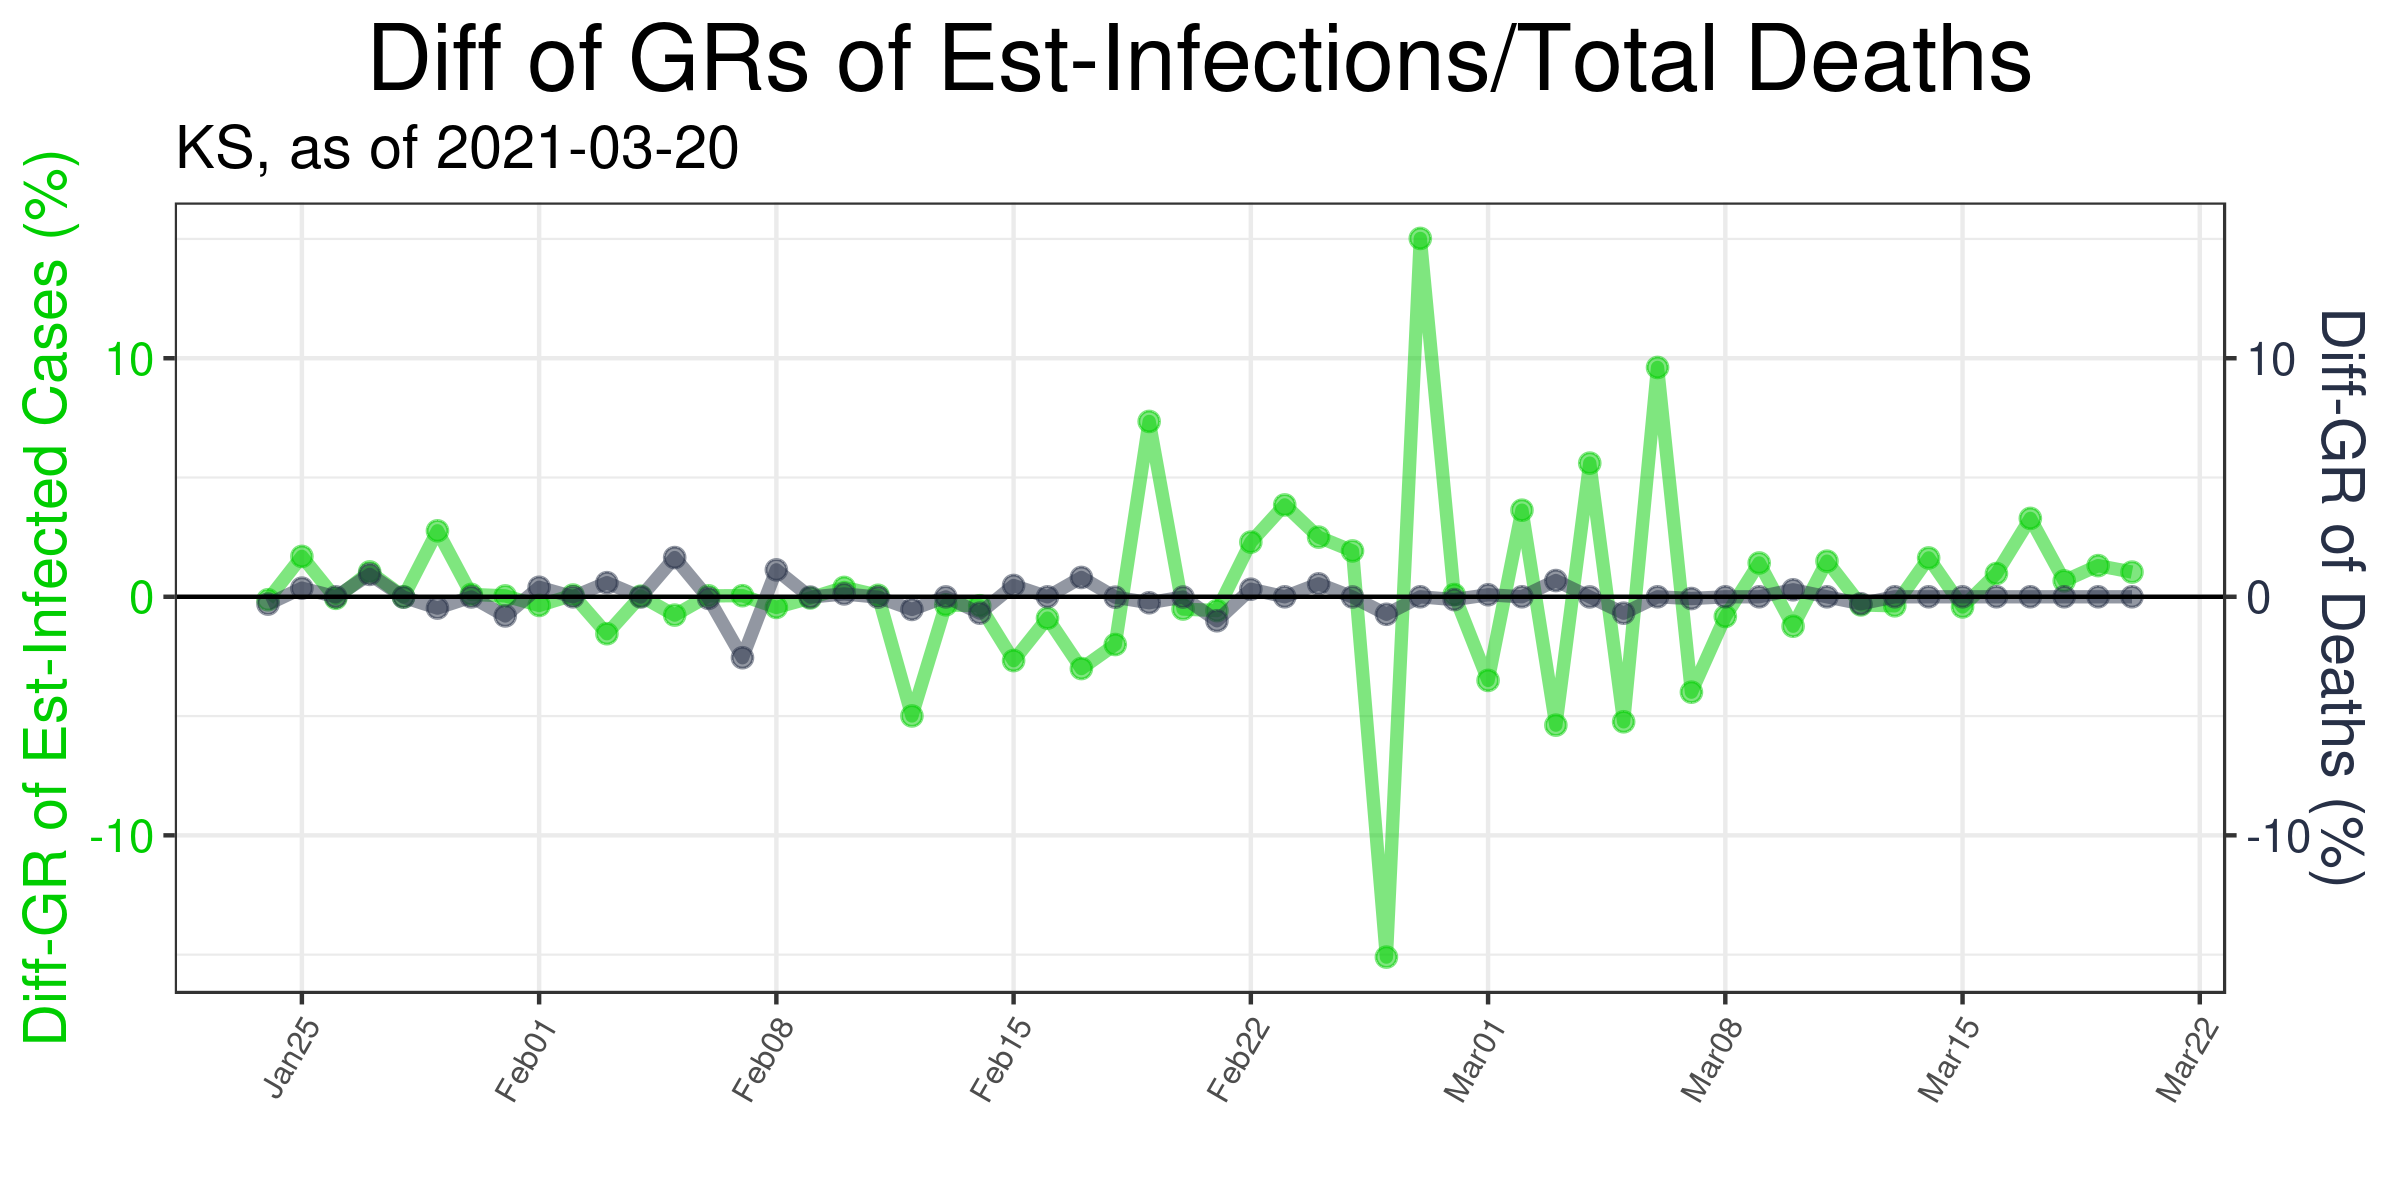 Diff of GRs of Est-Infections/Total Deaths
KS, as of 2021-03-20
Diff-GR of Est-Infected Cases (%)
10
0
-10
10
0
-10
Diff-GR of Deaths (%)
Jan25
Feb01
Feb08
Feb15
Feb22
Mar01
Mar08
Mar15
Mar22